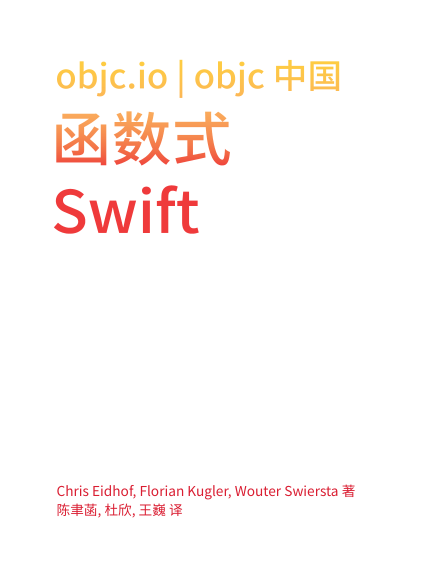 objc.io | objc 中国
函数式
Swift
Chris Eidhof, Florian Kugler, Wouter Swiersta 著
陈聿菡, 杜欣, 王巍 译